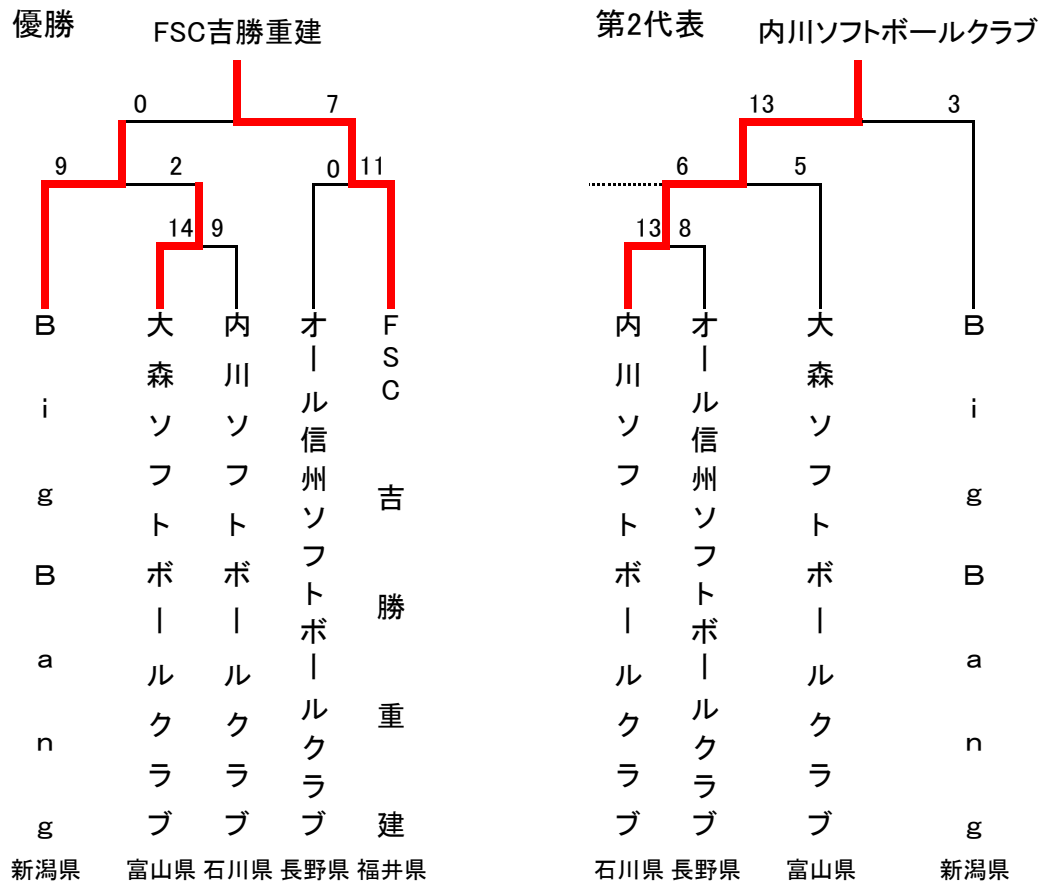 優勝
FSC吉勝重建
0
7
9
2
0
11
14
9
BigBang
大森ソフトボールクラブ
内川ソフトボールクラブ
オール信州ソフトボールクラブ
FSC吉勝重建
新潟県
富山県
石川県
長野県
福井県
第2代表
内川ソフトボールクラブ
13
3
6
5
13
8
内川ソフトボールクラブ
オール信州ソフトボールクラブ
大森ソフトボールクラブ
BigBang
石川県
長野県
富山県
新潟県